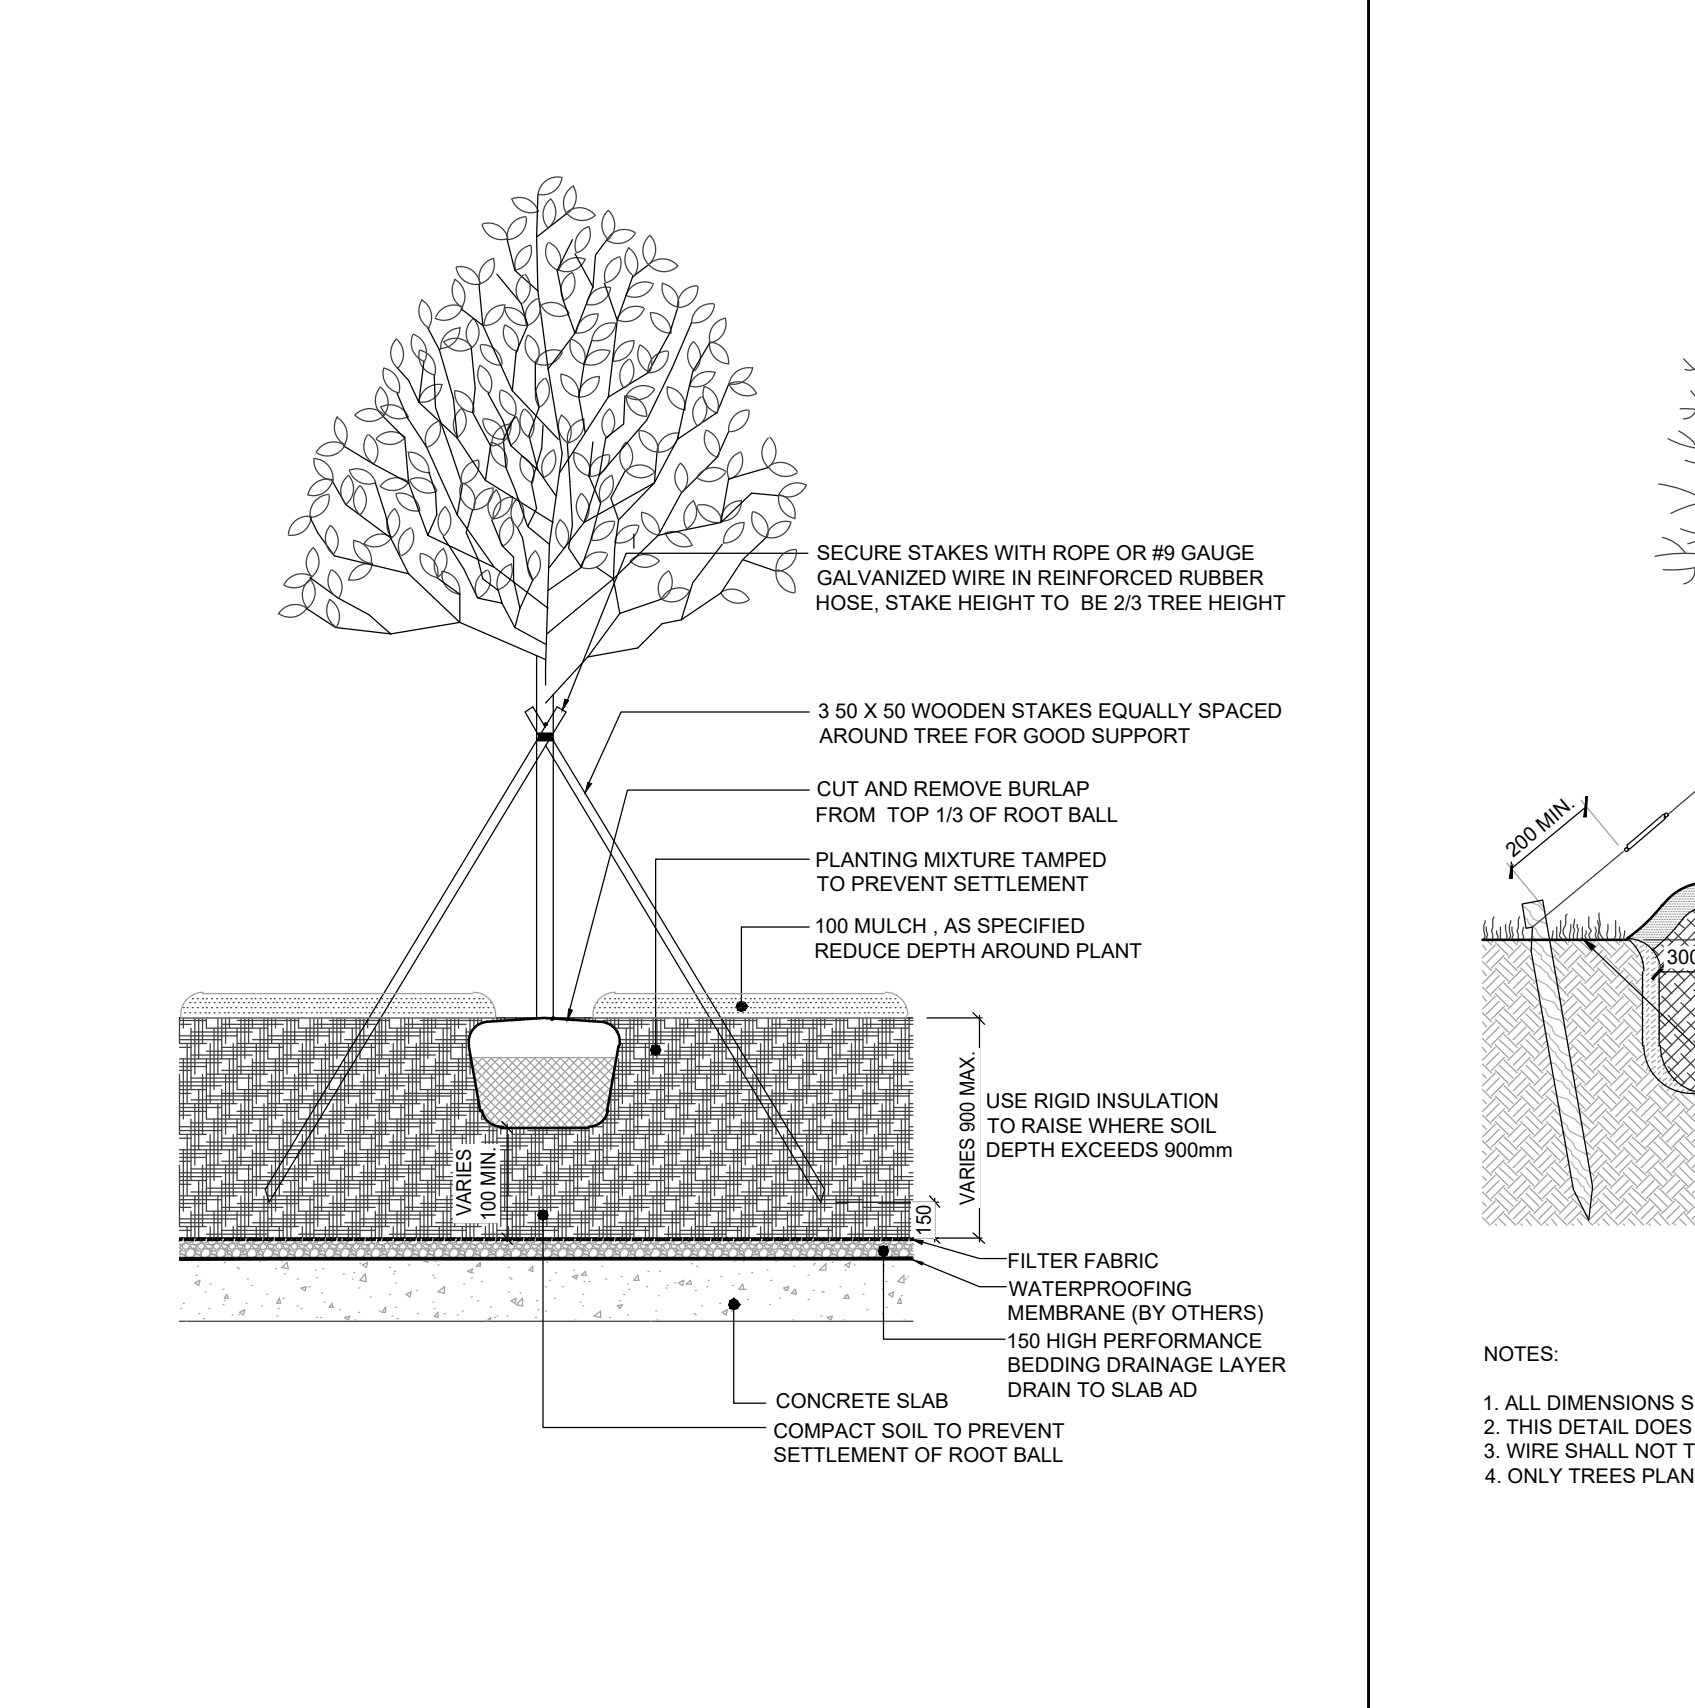 SECURE STAKES WITH ROPE OR #9 GAUGE
GALVANIZED WIRE IN REINFORCED RUBBER
HOSE, STAKE HEIGHT TO BE 2/3 TREE HEIGHT
3 50 X 50 WOODEN STAKES EQUALLY SPACED
AROUND TREE FOR GOOD SUPPORT
CUT AND REMOVE BURLAP
FROM TOP 1/3 OF ROOT BALL
PLANTING MIXTURE TAMPED
TO PREVENT SETTLEMENT
100 MULCH , AS SPECIFIED
REDUCE DEPTH AROUND PLANT
VARIES 900 MAX.
USE RIGID INSULATION
TO RAISE WHERE SOIL
DEPTH EXCEEDS 900mm
VARIES
100 MIN.
150
FILTER FABRIC
WATERPROOFING
MEMBRANE (BY OTHERS)
150 HIGH PERFORMANCE
BEDDING DRAINAGE LAYER
DRAIN TO SLAB AD
CONCRETE SLAB
COMPACT SOIL TO PREVENT
SETTLEMENT OF ROOT BALL
200 MIN.
300
NOTES:
1. ALL DIMENSIONS S
2. THIS DETAIL DOES
3. WIRE SHALL NOT T
4. ONLY TREES PLAN